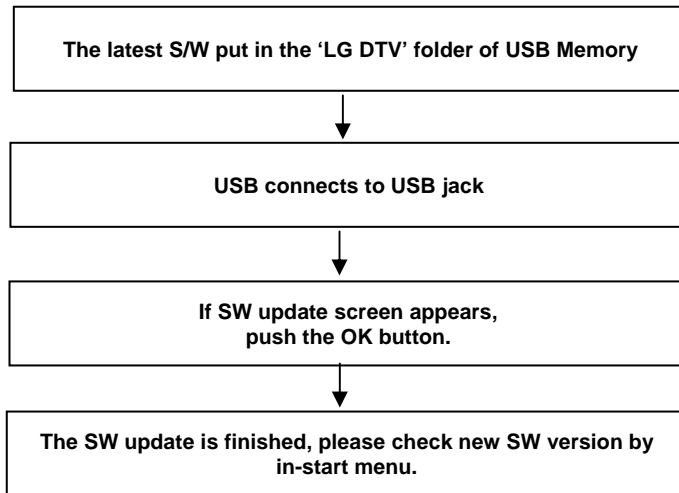 The latest S/W put in the ‘LG DTV’ folder of USB Memory
USB connects to USB jack
If SW update screen appears,
push the OK button.
The SW update is finished, please check new SW version by
in-start menu.